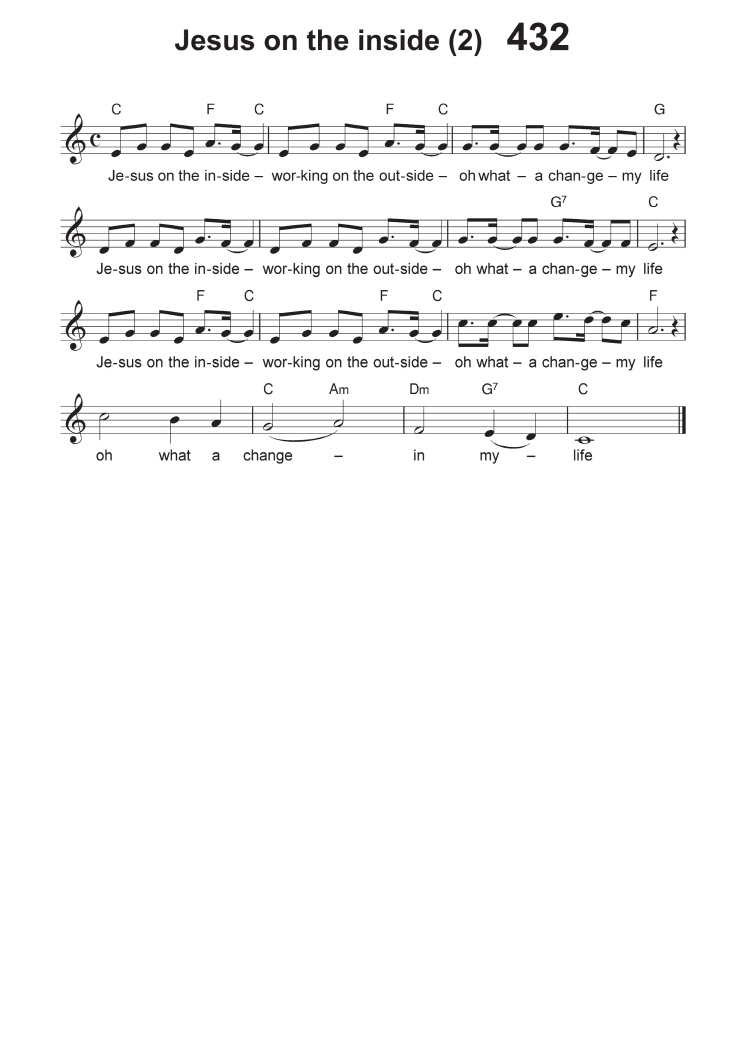 Jesus on the inside (2) 432
C F C F C G
Je-sus on the in-side – wor-king on the out-side – oh what – a chan-ge – my life
G7 C
Je-sus on the in-side – wor-king on the out-side – oh what – a chan-ge – my life
F C F C F
Je-sus on the in-side – wor-king on the out-side – oh what – a chan-ge – my life
C Am Dm G7 C
oh what a change – in my – life